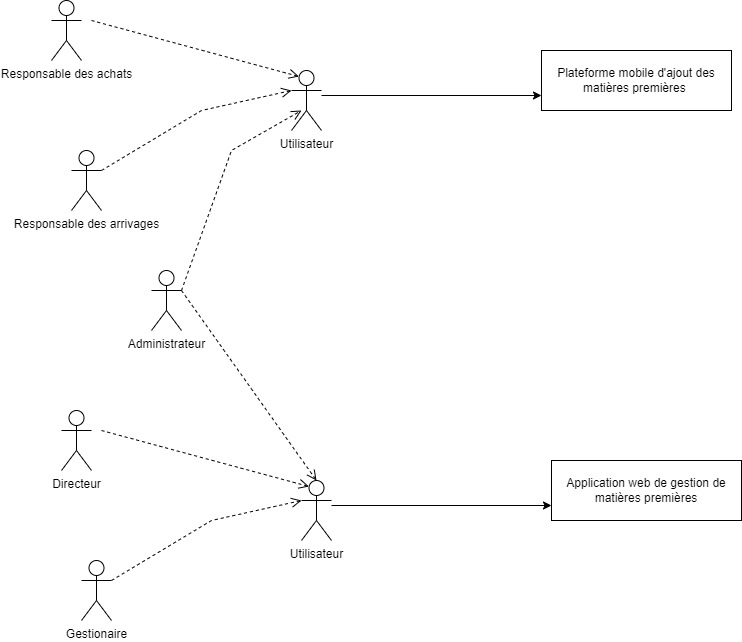 Responsable des achats
Plateforme mobile d'ajout des
matières premières
Utilisateur
Responsable des arrivages
Administrateur
Directeur
Application web de gestion de
matières premières
Utilisateur
Gestionaire